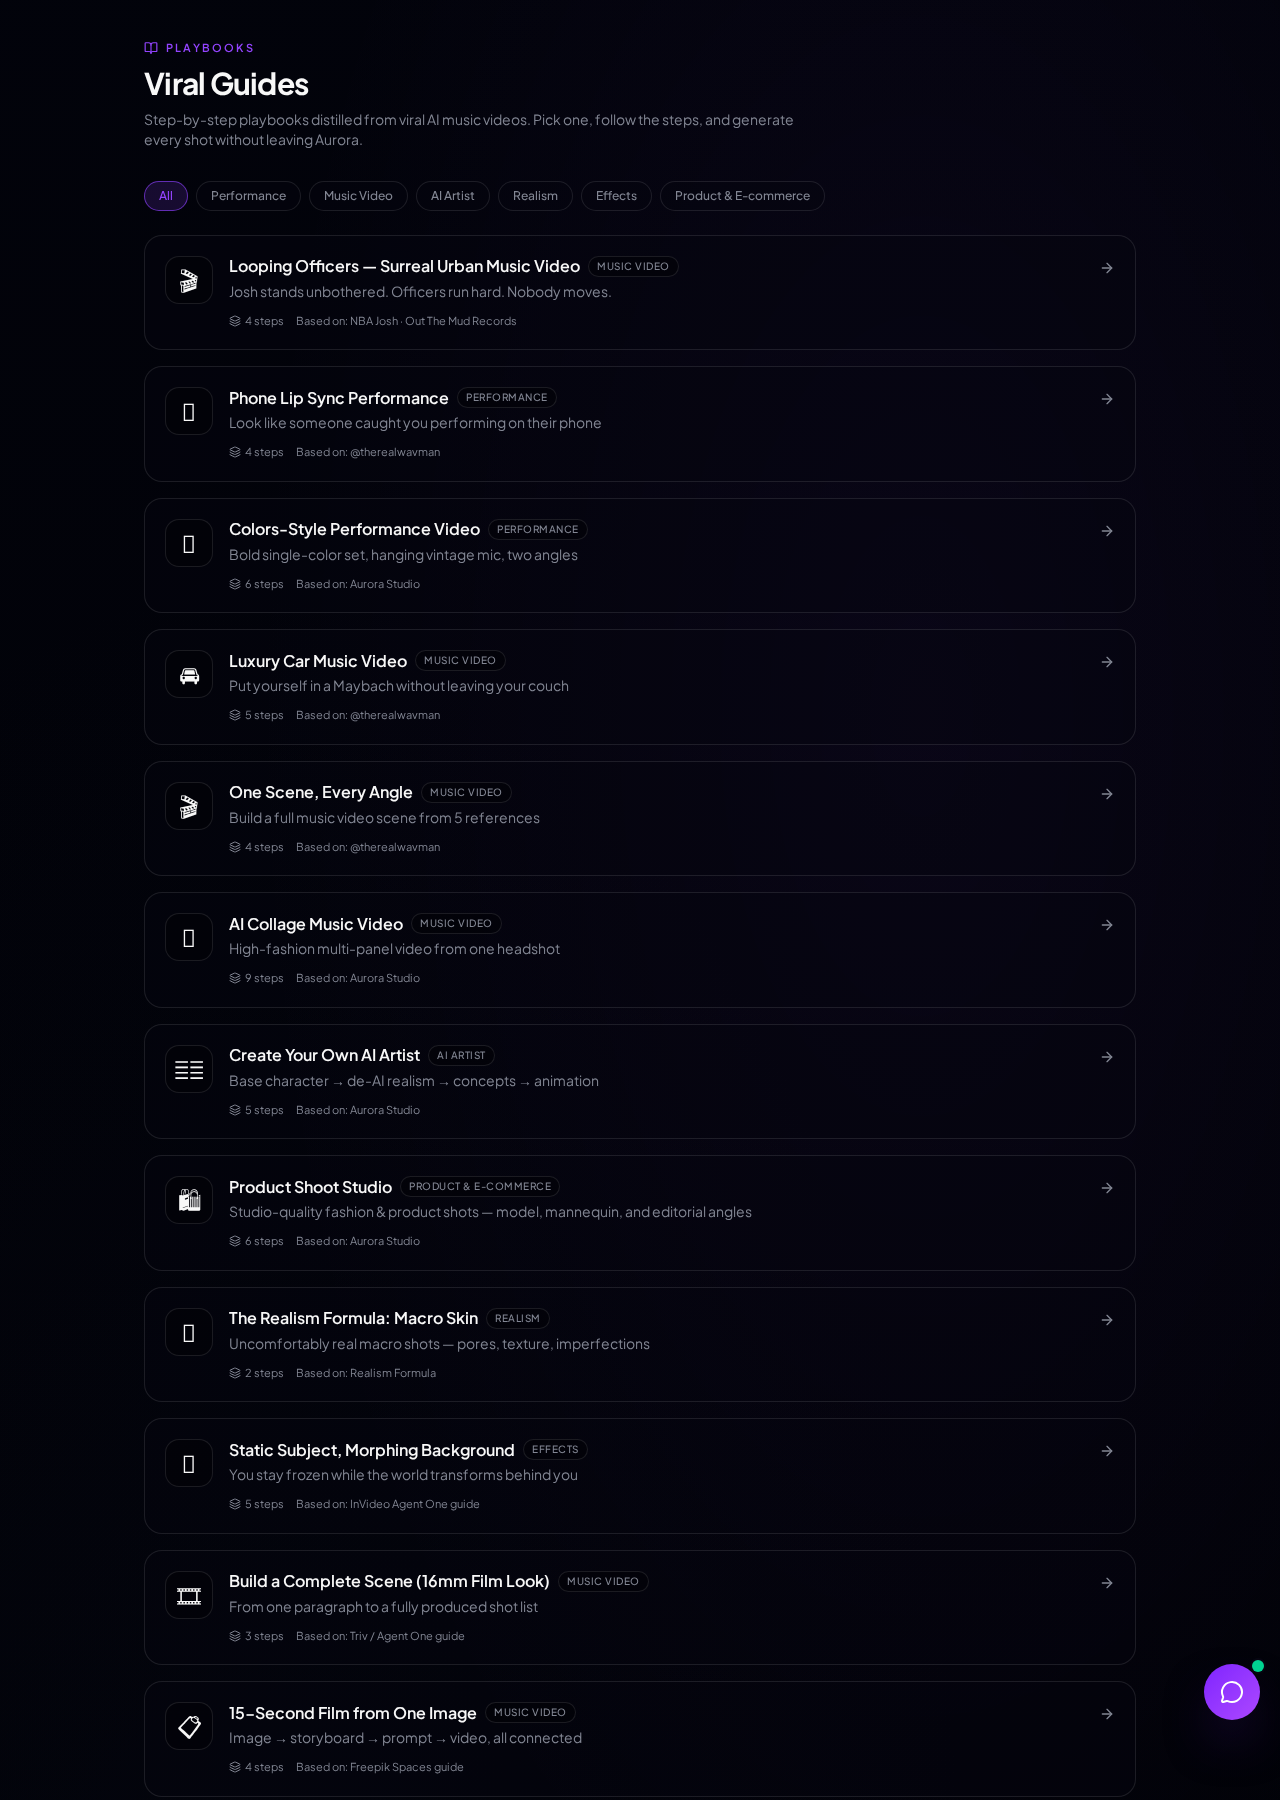 PLAYBOOKS
Viral Guides
Step-by-step playbooks distilled from viral AI music videos. Pick one, follow the steps, and generate
every shot without leaving Aurora.
All Performance Music Video AI Artist Realism Effects Product & E-commerce
Looping Officers — Surreal Urban Music Video MUSIC VIDEO
Josh stands unbothered. Officers run hard. Nobody moves.
4 steps Based on: NBA Josh · Out The Mud Records
Phone Lip Sync Performance PERFORMANCE
Look like someone caught you performing on their phone
4 steps Based on: @therealwavman
Colors-Style Performance Video PERFORMANCE
Bold single-color set, hanging vintage mic, two angles
6 steps Based on: Aurora Studio
Luxury Car Music Video MUSIC VIDEO
Put yourself in a Maybach without leaving your couch
5 steps Based on: @therealwavman
One Scene, Every Angle MUSIC VIDEO
Build a full music video scene from 5 references
4 steps Based on: @therealwavman
AI Collage Music Video MUSIC VIDEO
High-fashion multi-panel video from one headshot
9 steps Based on: Aurora Studio
Create Your Own AI Artist AI ARTIST
Base character → de-AI realism → concepts → animation
5 steps Based on: Aurora Studio
Product Shoot Studio PRODUCT & E-COMMERCE
Studio-quality fashion & product shots — model, mannequin, and editorial angles
6 steps Based on: Aurora Studio
The Realism Formula: Macro Skin REALISM
Uncomfortably real macro shots — pores, texture, imperfections
2 steps Based on: Realism Formula
Static Subject, Morphing Background EFFECTS
You stay frozen while the world transforms behind you
5 steps Based on: InVideo Agent One guide
Build a Complete Scene (16mm Film Look) MUSIC VIDEO
From one paragraph to a fully produced shot list
3 steps Based on: Triv / Agent One guide
15-Second Film from One Image MUSIC VIDEO
Image → storyboard → prompt → video, all connected
4 steps Based on: Freepik Spaces guide